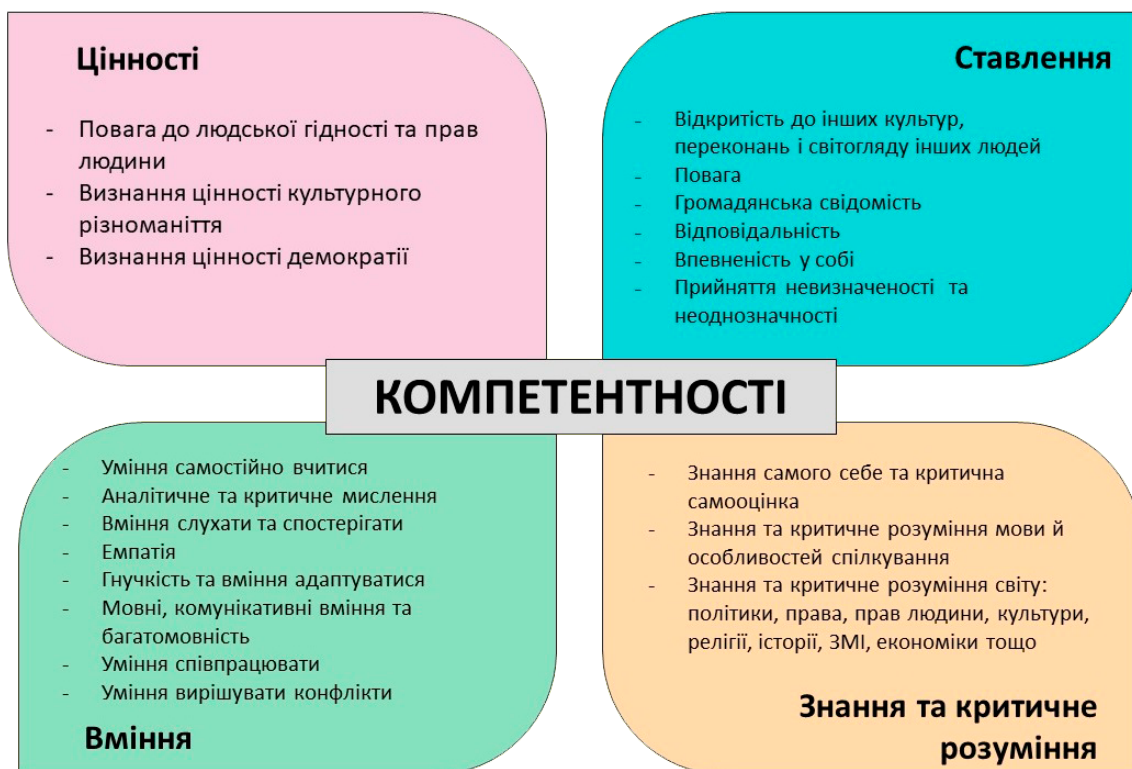 Цінності
- Повага до людської гідності та прав
людини
- Визнання цінності культурного
різноманіття
- Визнання цінності демократії
Ставлення
- Відкритість до інших культур,
переконань і світогляду інших людей
- Повага
- Громадянська свідомість
- Відповідальність
- Впевненість у собі
- Прийняття невизначеності та
неоднозначності
КОМПЕТЕНТНОСТІ
- Уміння самостійно вчитися
- Аналітичне та критичне мислення
- Вміння слухати та спостерігати
- Емпатія
- Гнучкість та вміння адаптуватися
- Мовні, комунікативні вміння та
багатомовність
- Уміння співпрацювати
- Уміння вирішувати конфлікти
Вміння
- Знання самого себе та критична
самооцінка
- Знання та критичне розуміння мови й
особливостей спілкування
- Знання та критичне розуміння світу:
політики, права, прав людини, культури,
релігії, історії, ЗМІ, економіки тощо
Знання та критичне
розуміння